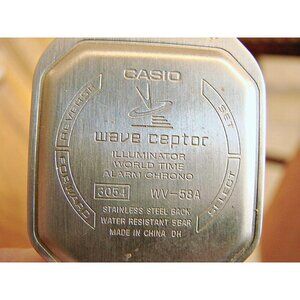 CASIO
REVERSE
SET
wave ceptor
ILLUMINATOR
WORLD TIME
ALARM CHRONO
FORWARD
3054 WV-58A
SELECT
STAINLESS STEEL BACK
WATER RESISTANT 5BAR
MADE IN CHINA DH